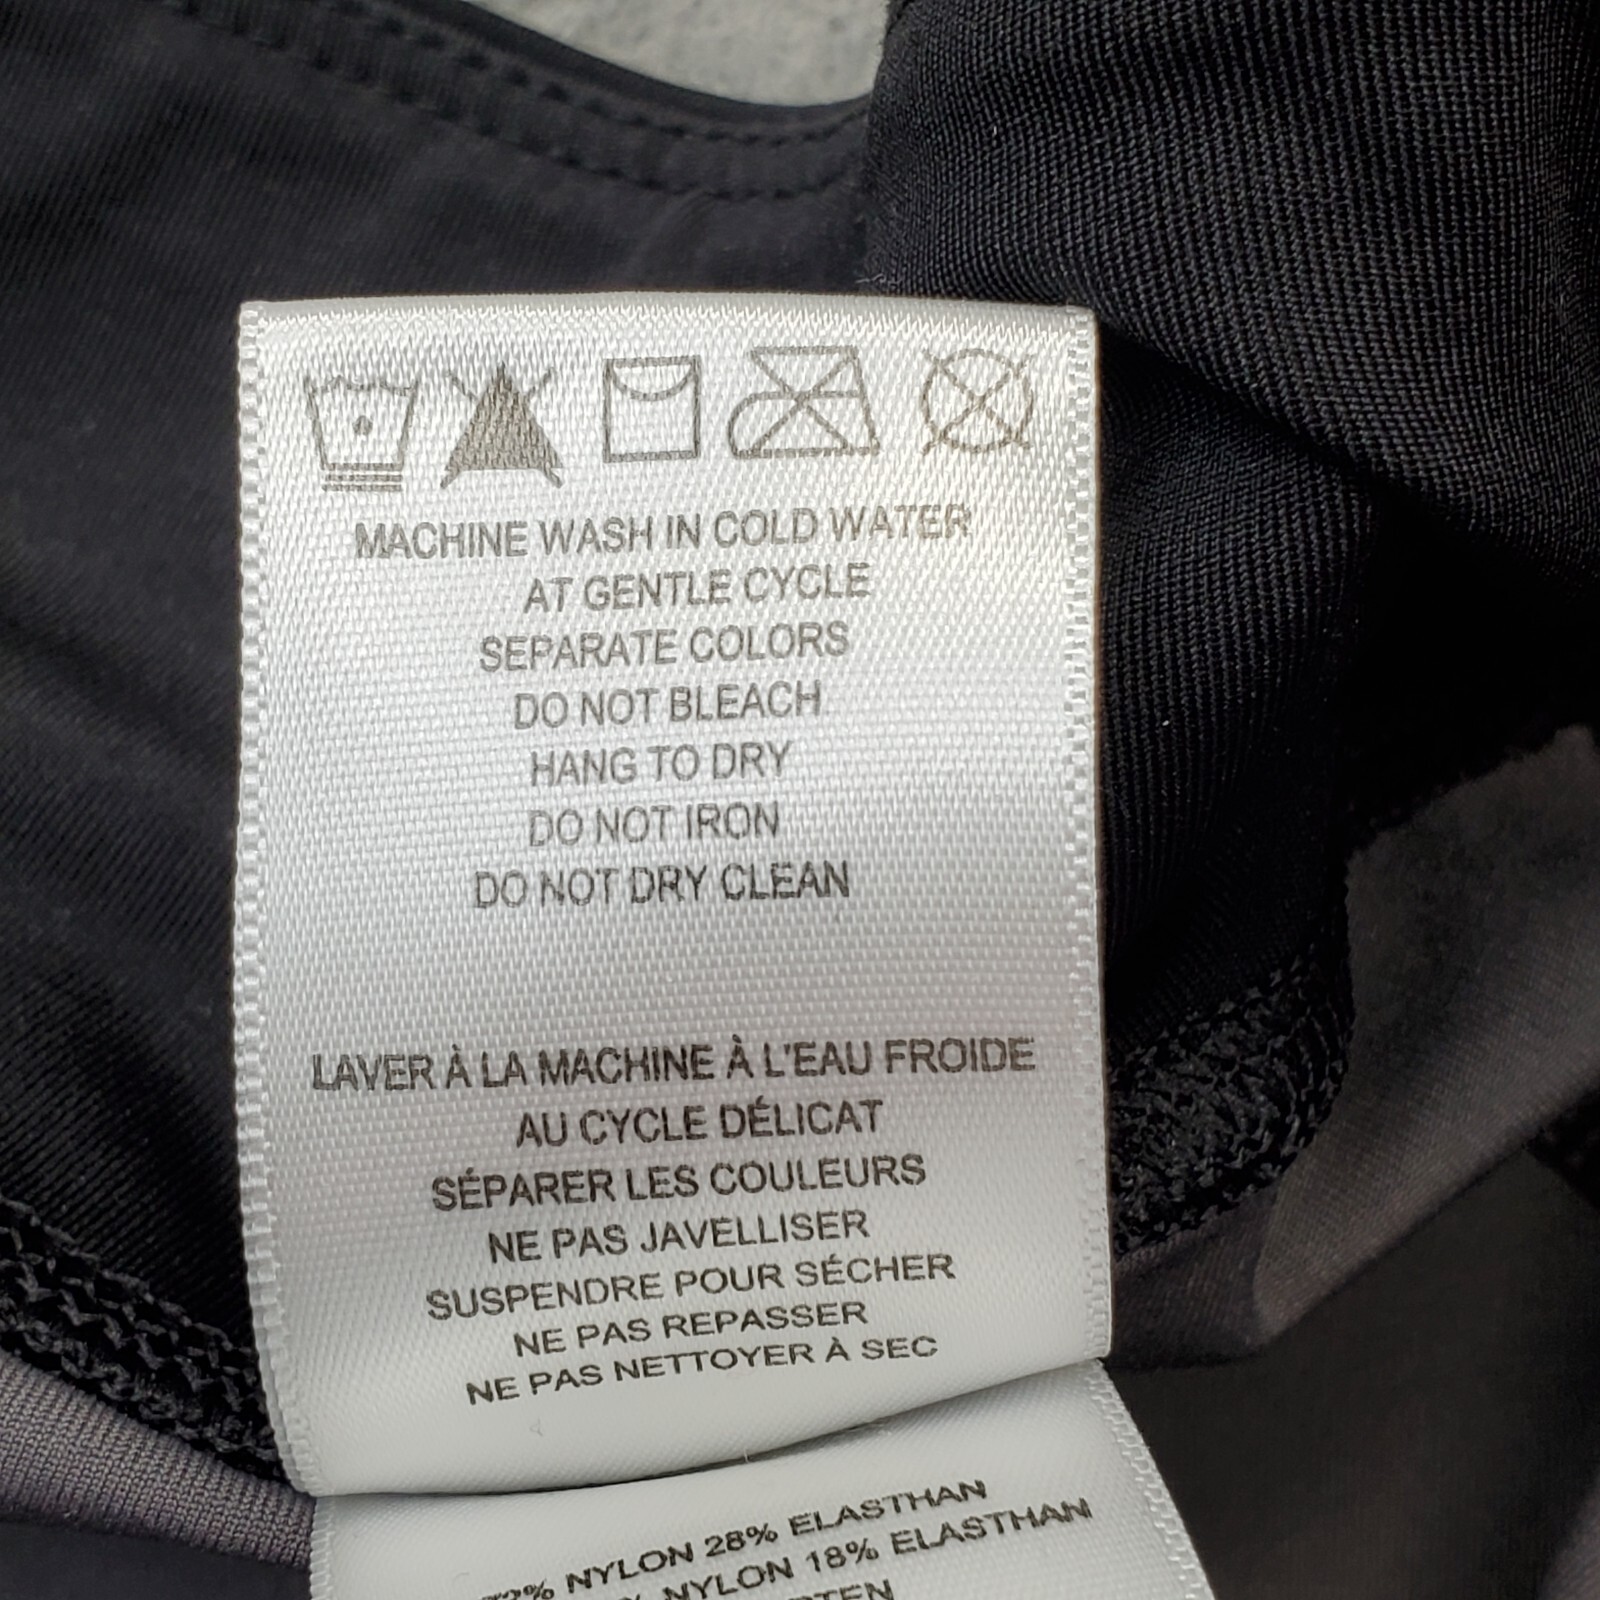 MACHINE WASH IN COLD WATER
AT GENTLE CYCLE
SEPARATE COLORS
DO NOT BLEACH
HANG TO DRY
DO NOT IRON
DO NOT DRY CLEAN
LAVER À LA MACHINE À L'EAU FROIDE
AU CYCLE DÉLICAT
SÉPARER LES COULEURS
NE PAS JAVELLISER
SUSPENDRE POUR SÉCHER
NE PAS REPASSER
NE PAS NETTOYER À SEC
NYLON 28% ELASTHAN
NYLON 18% ELASTHAN